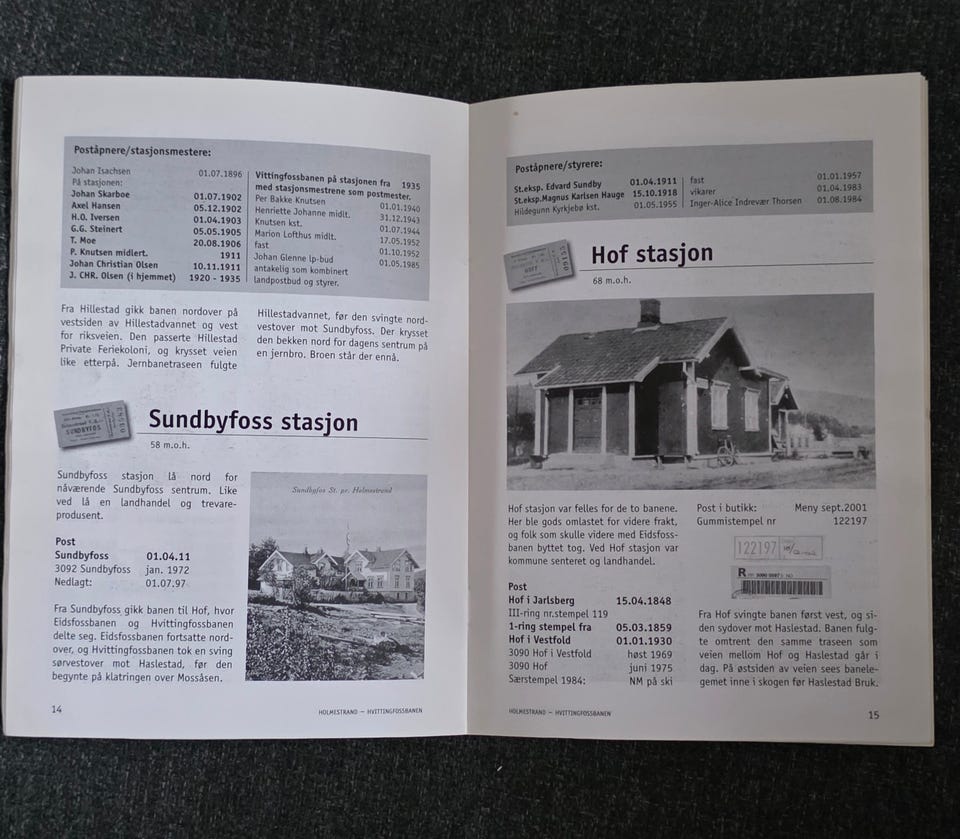 Poståpnere/stasjonsmestere:
Johan Isachsen 01.07.1896
På stasjonen:
Johan Skarboe 01.07.1902
Axel Hansen 05.12.1902
H.O. Iversen 01.04.1903
G.G. Steinert 05.05.1905
T. Moe 20.08.1906
P. Knutsen midlert. 1911
Johan Christian Olsen 10.11.1911
J. CHR. Olsen (i hjemmet) 1920 - 1935
Vittingfossbanen på stasjonen fra 1935
med stasjonsmestrene som postmester.
Per Bakke Knutsen 01.01.1940
Henriette Johanne midlt. 31.12.1943
Knutsen kst. 01.07.1944
Marion Lofthus midlt. 17.05.1952
fast 01.10.1952
Johan Glenne lp-bud 01.05.1985
antakelig som kombinert
landpostbud og styrer.
Fra Hillestad gikk banen nordover på
vestsiden av Hillestadvannet og vest
for riksveien. Den passerte Hillestad
Private Feriekoloni, og krysset veien
like etterpå. Jernbanetraseen fulgte
Hillestadvannet, før den svingte nord-
vestover mot Sundbyfoss. Der krysset
den bekken nord for dagens sentrum på
en jernbro. Broen står der ennå.
SUNDBYFOS
Sundbyfoss stasjon
58 m.o.h.
Sundbyfoss stasjon lå nord for
nåværende Sundbyfoss sentrum. Like
ved lå en landhandel og trevare-
produsent.
Post
Sundbyfoss 01.04.11
3092 Sundbyfoss jan. 1972
Nedlagt: 01.07.97
Sundbyfos St. pr. Holmestrand
Fra Sundbyfoss gikk banen til Hof, hvor
Eidsfossbanen og Hvittingfossbanen
delte seg. Eidsfossbanen fortsatte nord-
over, og Hvittingfossbanen tok en sving
sørvestover mot Haslestad, før den
begynte på klatringen over Mossåsen.
14
HOLMESTRAND – HVITTINGFOSSBANEN
Poståpnere/styrere:
St.eksp. Edvard Sundby 01.04.1911
St.eksp.Magnus Karlsen Hauge 15.10.1918
Hildegunn Kyrkjebø kst. 01.05.1955
fast 01.01.1957
vikarer 01.04.1983
Inger-Alice Indrevær Thorsen 01.08.1984
HOFF
Hof stasjon
68 m.o.h.
Hof stasjon var felles for de to banene.
Her ble gods omlastet for videre frakt,
og folk som skulle videre med Eidsfoss-
banen byttet tog. Ved Hof stasjon var
kommune senteret og landhandel.
Post
Hof i Jarlsberg 15.04.1848
III-ring nr.stempel 119
1-ring stempel fra 05.03.1859
Hof i Vestfold 01.01.1930
3090 Hof i Vestfold høst 1969
3090 Hof juni 1975
Særstempel 1984: NM på ski
Post i butikk: Meny sept.2001
Gummistempel nr 122197
122197
R
Fra Hof svingte banen først vest, og si-
den sydover mot Haslestad. Banen fulg-
te omtrent den samme traseen som
veien mellom Hof og Haslestad går i
dag. På østsiden av veien sees banele-
gemet inne i skogen før Haslestad Bruk.
HOLMESTRAND – HVITTINGFOSSBANEN
15